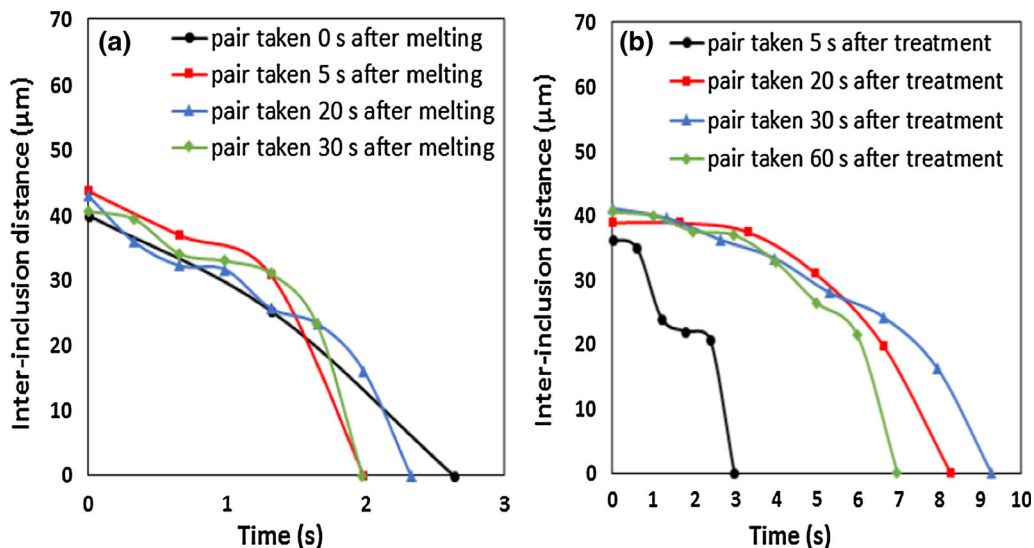 (a)
pair taken 0 s after melting
pair taken 5 s after melting
pair taken 20 s after melting
pair taken 30 s after melting
Inter-inclusion distance (µm)
70
60
50
40
30
20
10
0
0 1 2 3
Time (s)
(b)
pair taken 5 s after treatment
pair taken 20 s after treatment
pair taken 30 s after treatment
pair taken 60 s after treatment
Inter-inclusion distance (µm)
70
60
50
40
30
20
10
0
0 1 2 3 4 5 6 7 8 9 10
Time (s)